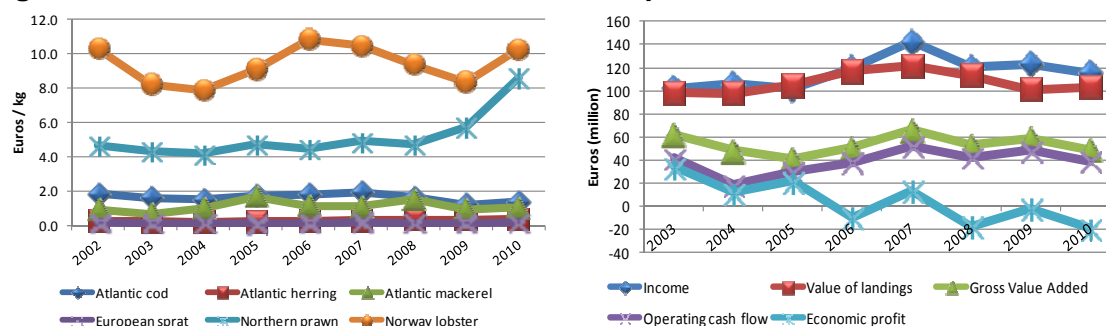 12.0
10.0
8.0
6.0
4.0
2.0
0.0
Euros / kg
2002 2003 2004 2005 2006 2007 2008 2009 2010
Atlantic cod Atlantic herring Atlantic mackerel
European sprat Northern prawn Norway lobster
160
140
120
100
80
60
40
20
0
-20
-40
Euros (million)
2003 2004 2005 2006 2007 2008 2009 2010
Income Value of landings Gross Value Added
Operating cash flow Economic profit